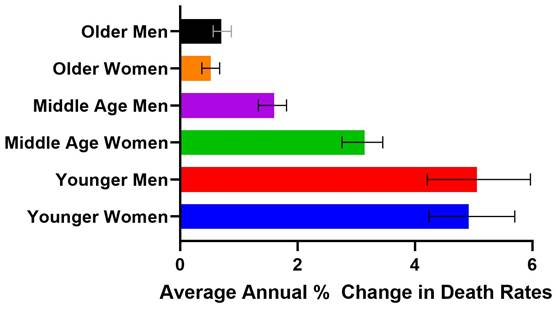 Older Men
Older Women
Middle Age Men
Middle Age Women
Younger Men
Younger Women
0 2 4 6
Average Annual % Change in Death Rates